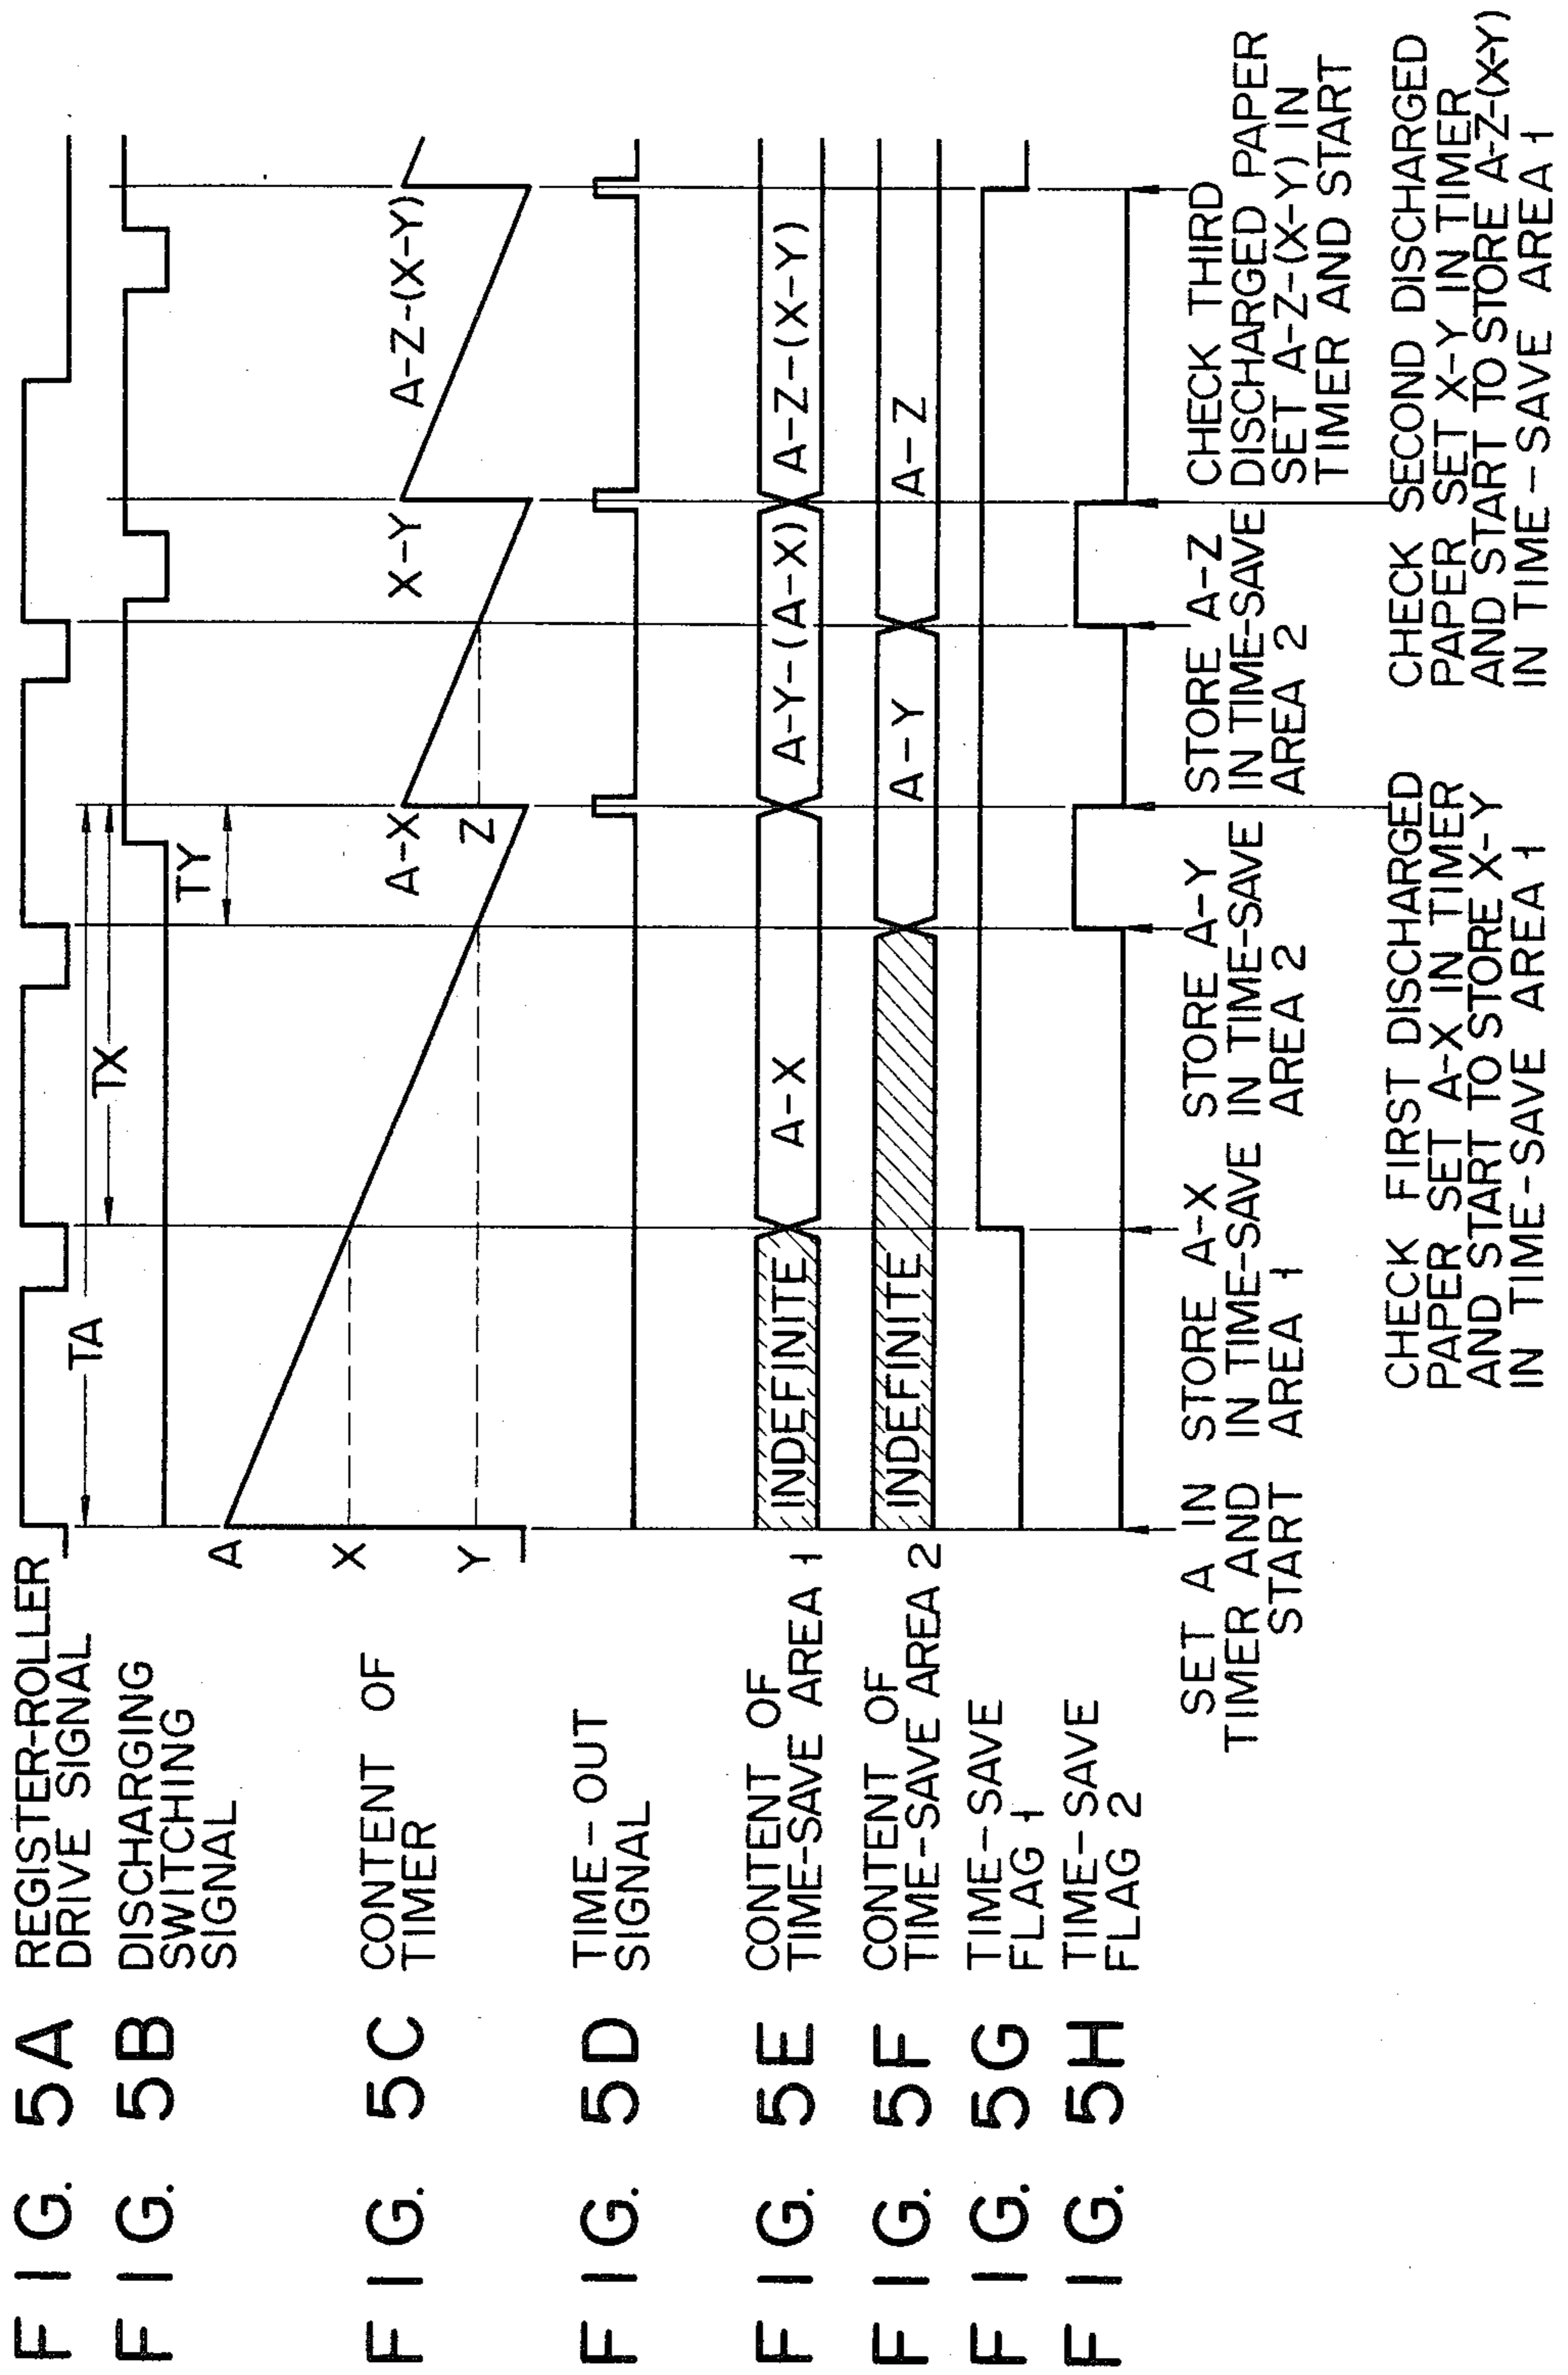 FIG. 5A REGISTER-ROLLER
DRIVE SIGNAL
TA
TX
FIG. 5B DISCHARGING
SWITCHING
SIGNAL
TY
FIG. 5C CONTENT OF
TIMER
A
X
Y
A-X
Z
X-Y
A-Z-(X-Y)
FIG. 5D TIME-OUT
SIGNAL
FIG. 5E CONTENT OF
TIME-SAVE AREA 1
INDEFINITE
A-X
A-Y-(A-X)
A-Z-(X-Y)
FIG. 5F CONTENT OF
TIME-SAVE AREA 2
INDEFINITE
A-Y
A-Z
FIG. 5G TIME-SAVE
FLAG 1
FIG. 5H TIME-SAVE
FLAG 2
SET A IN
TIMER AND
START
STORE A-X
IN TIME-SAVE
AREA 1
STORE A-Y
IN TIME-SAVE
AREA 2
STORE A-Z
IN TIME-SAVE
AREA 2
CHECK THIRD
DISCHARGED PAPER
SET A-Z-(X-Y) IN
TIMER AND START
CHECK FIRST DISCHARGED
PAPER SET A-X IN TIMER
AND START TO STORE X-Y
IN TIME-SAVE AREA 1
CHECK SECOND DISCHARGED
PAPER SET X-Y IN TIMER
AND START TO STORE A-Z-(X-Y)
IN TIME-SAVE AREA 1